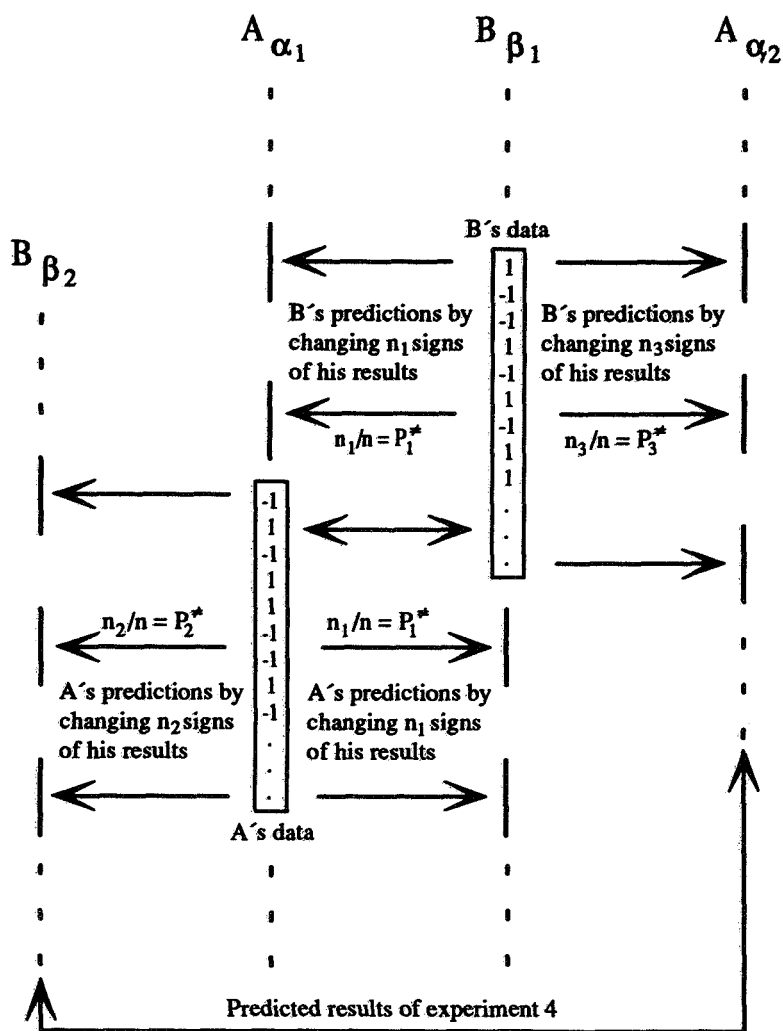 A α1 B β1 A α2
B β2
B´s data
1
-1
-1
1
-1
1
-1
1
1
.
.
.
B´s predictions by
changing n1 signs
of his results
n1/n = P1≠
B´s predictions by
changing n3 signs
of his results
n3/n = P3≠
-1
1
-1
1
1
-1
-1
1
-1
.
.
.
n2/n = P2≠
A´s predictions by
changing n2 signs
of his results
n1/n = P1≠
A´s predictions by
changing n1 signs
of his results
A´s data
Predicted results of experiment 4